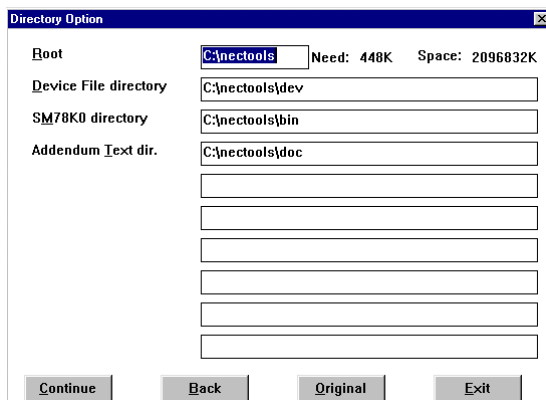 Directory Option
Root C:\nectools Need: 448K Space: 2096832K
Device File directory C:\nectools\dev
SM78K0 directory C:\nectools\bin
Addendum Text dir. C:\nectools\doc
Continue Back Original Exit